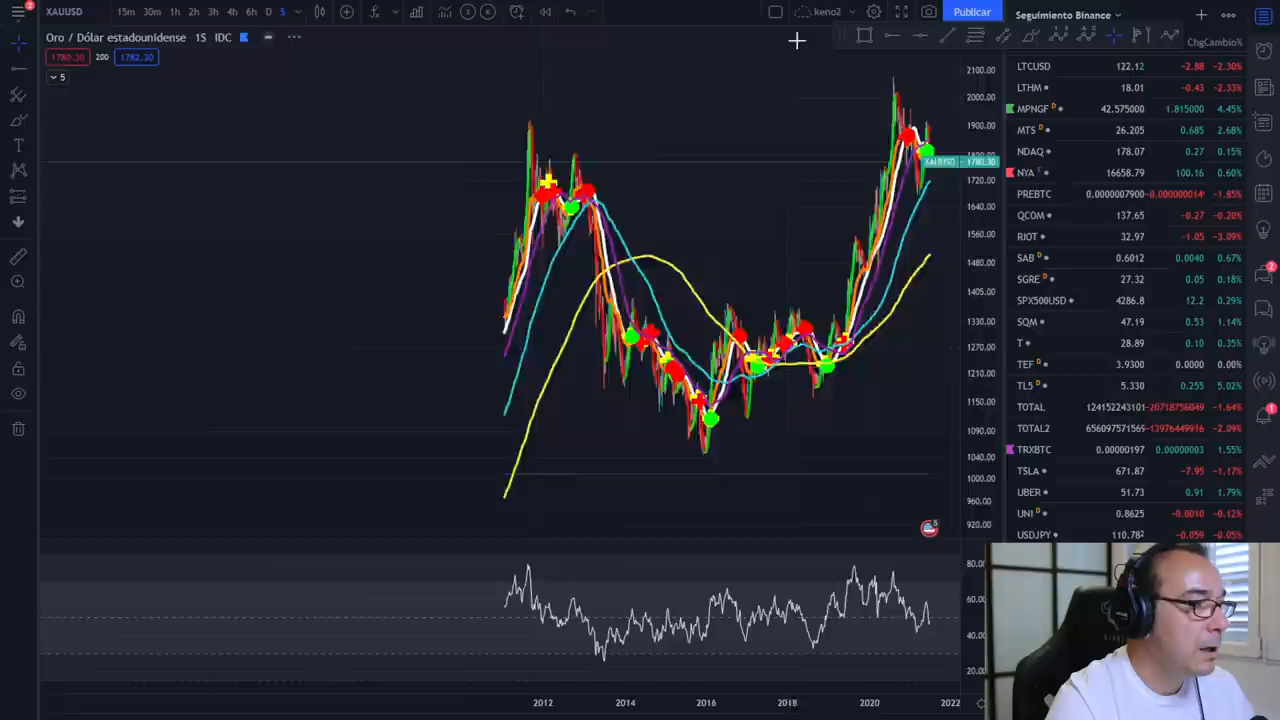 XAUUSD 15m 30m 1h 2h 3h 4h 6h D S keno2 Publicar
Oro / Dólar estadounidense 1S IDC
1780.30 200 1782.30
5
Seguimiento Binance
ChgCambio%
LTCUSD 122.12 −2.88 −2.30%
LTHM 18.01 −0.43 −2.33%
MPNGF D 42.575000 1.815000 4.45%
MTS D 26.205 0.685 2.68%
NDAQ 178.07 0.27 0.15%
NYA 16658.79 100.16 0.60%
PREBTC 0.0000007900 −0.000000014 −1.85%
QCOM 137.65 −0.27 −0.20%
RIOT 32.97 −1.05 −3.09%
SAB D 0.6012 0.0040 0.67%
SGRE D 27.32 0.05 0.18%
SPX500USD 4286.8 12.2 0.29%
SQM 47.19 0.53 1.14%
T 28.89 0.10 0.35%
TEF D 3.9300 0.0000 0.00%
TL5 D 5.330 0.255 5.02%
TOTAL 124152243101 −20718756049 −1.64%
TOTAL2 656097571569 −13976449916 −2.09%
TRXBTC 0.00000197 0.00000003 1.55%
TSLA 671.87 −7.95 −1.17%
UBER 51.73 0.91 1.79%
UNI D 0.8625 −0.0010 −0.12%
USDJPY 110.782 −0.059 −0.05%
2100.00
2000.00
1900.00
1780.30
1720.00
1640.00
1560.00
1480.00
1405.00
1330.00
1270.00
1210.00
1150.00
1090.00
1040.00
1000.00
960.00
920.00
80.00
60.00
40.00
20.00
2012 2014 2016 2018 2020 2022